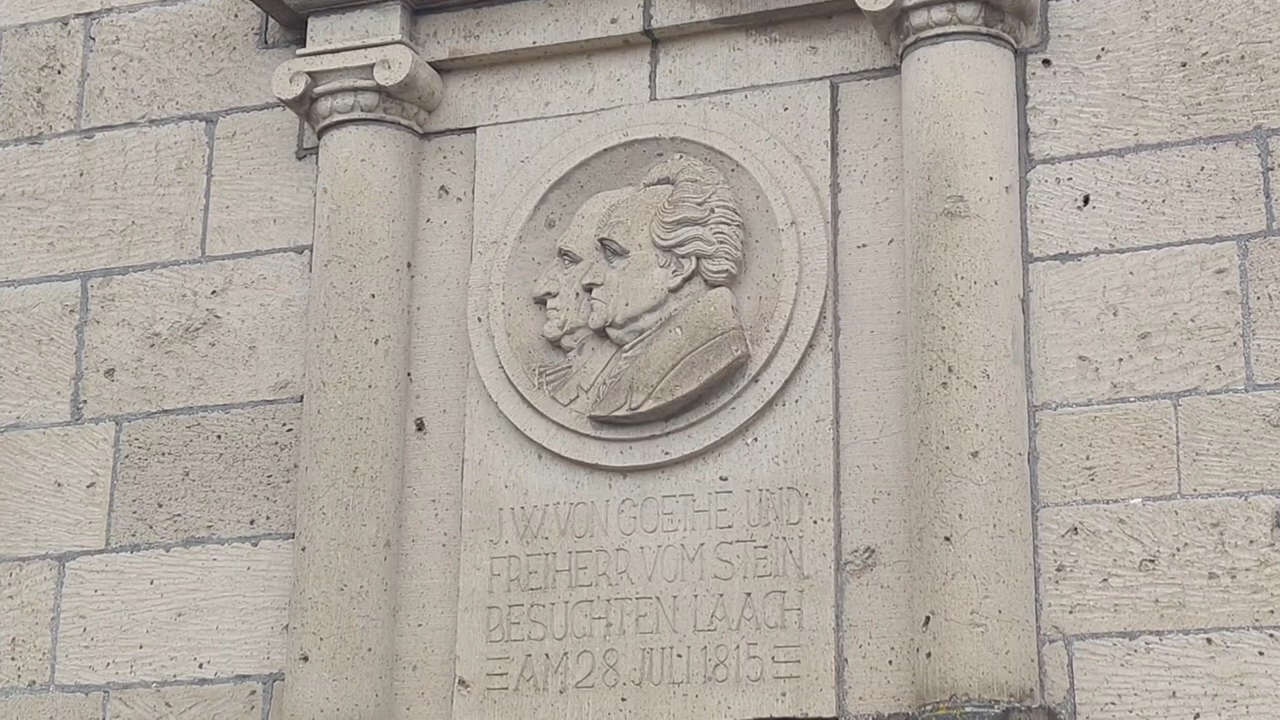 J.W.VON GOETHE UND
FREIHERR VOM STEIN
BESUCHTEN LAACH
=AM 28.JULI 1815=